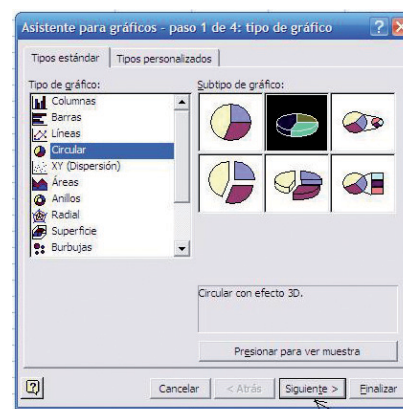 Asistente para gráficos - paso 1 de 4: tipo de gráfico
Tipos estándar
Tipos personalizados
Tipo de gráfico:
Columnas
Barras
Líneas
Circular
XY (Dispersión)
Áreas
Anillos
Radial
Superficie
Burbujas
Subtipo de gráfico:
Circular con efecto 3D.
Presionar para ver muestra
Cancelar
< Atrás
Siguiente >
Finalizar